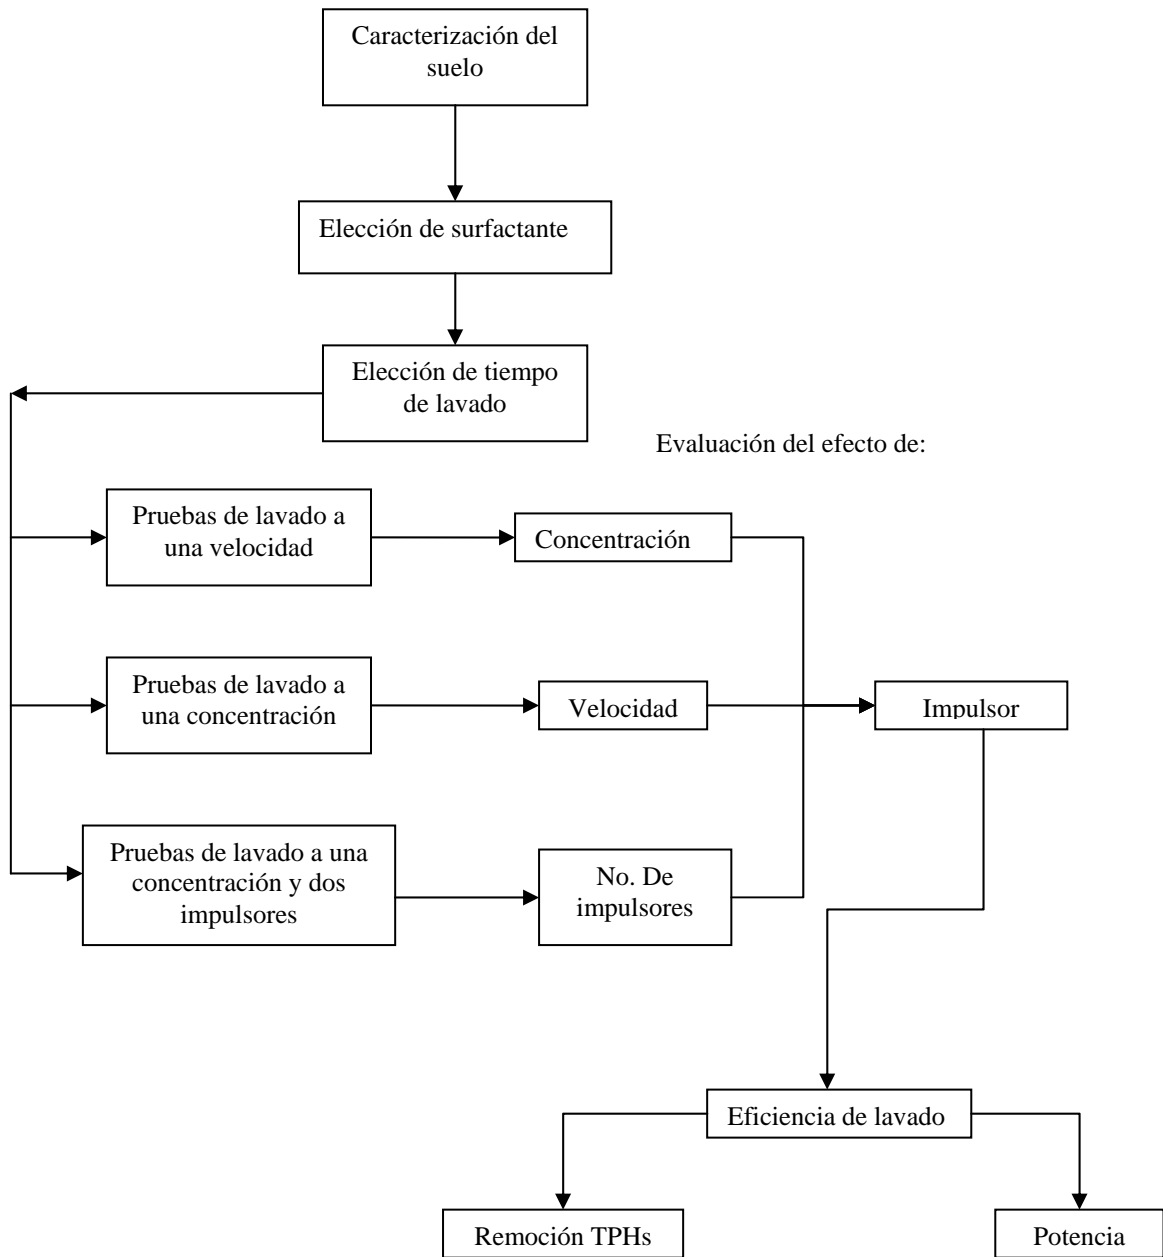 Caracterización del
suelo
Elección de surfactante
Elección de tiempo
de lavado
Evaluación del efecto de:
Pruebas de lavado a
una velocidad
Concentración
Pruebas de lavado a
una concentración
Velocidad
Impulsor
Pruebas de lavado a una
concentración y dos
impulsores
No. De
impulsores
Eficiencia de lavado
Remoción TPHs
Potencia